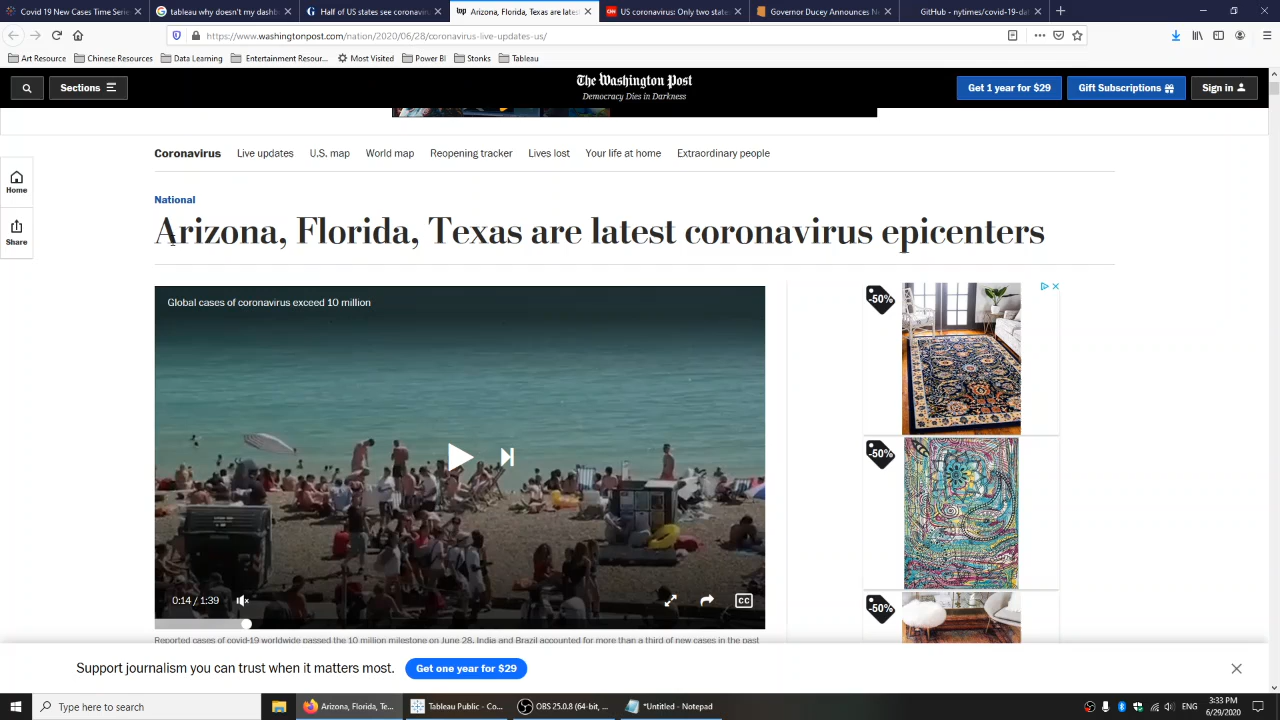 Covid 19 New Cases Time Series
tableau why doesn't my dashb
Half of US states see coronavirus
Arizona, Florida, Texas are latest
US coronavirus: Only two states
Governor Ducey Announces N
GitHub - nytimes/covid-19-dat
https://www.washingtonpost.com/nation/2020/06/28/coronavirus-live-updates-us/
Art Resource
Chinese Resources
Data Learning
Entertainment Resour...
Most Visited
Power BI
Stonks
Tableau
Sections
The Washington Post
Democracy Dies in Darkness
Get 1 year for $29
Gift Subscriptions
Sign in
Coronavirus
Live updates
U.S. map
World map
Reopening tracker
Lives lost
Your life at home
Extraordinary people
Home
Share
National
Arizona, Florida, Texas are latest coronavirus epicenters
Global cases of coronavirus exceed 10 million
-50%
-50%
-50%
0:14 / 1:39
CC
Reported cases of covid-19 worldwide passed the 10 million milestone on June 28. India and Brazil accounted for more than a third of new cases in the past
Support journalism you can trust when it matters most.
Get one year for $29
Type here to search
Arizona, Florida, Te...
Tableau Public - Co...
OBS 25.0.8 (64-bit, ...
*Untitled - Notepad
ENG
3:33 PM
6/29/2020